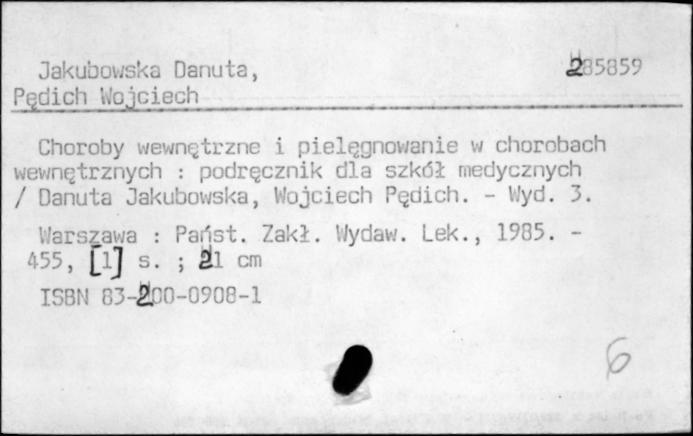 Jakubowska Danuta, 285859
Pędich Wojciech
Choroby wewnętrzne i pielęgnowanie w chorobach
wewnętrznych : podręcznik dla szkół medycznych
/ Danuta Jakubowska, Wojciech Pędich. - Wyd. 3.
Warszawa : Państ. Zakł. Wydaw. Lek., 1985. -
455, [1] s. ; 21 cm
ISBN 83-200-0908-1
6